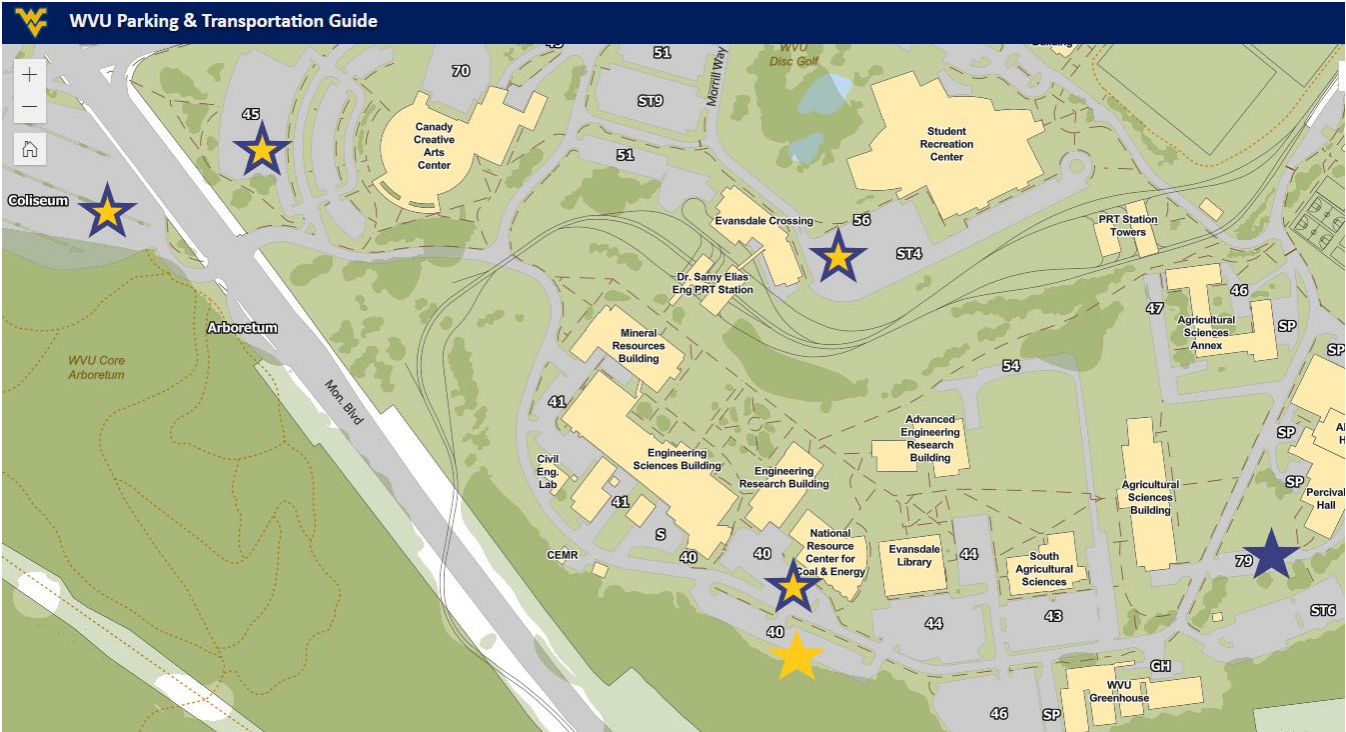 WVU Parking & Transportation Guide
+
−
51
WVU
Disc Golf
Building
70
ST9
Morrill Way
45
Canady
Creative
Arts
Center
Student
Recreation
Center
51
Coliseum
Evansdale Crossing
56
PRT Station
Towers
ST4
Dr. Samy Elias
Eng PRT Station
46
47
Agricultural
Sciences
Annex
SP
Arboretum
Mineral
Resources
Building
SP
WVU Core
Arboretum
54
Mon. Blvd
41
Advanced
Engineering
Research
Building
SP
Engineering
Sciences Building
Civil
Eng.
Lab
Engineering
Research Building
Agricultural
Sciences
Building
SP
Percival
Hall
41
S
National
Resource
Center for
Coal & Energy
CEMR
40
40
Evansdale
Library
44
South
Agricultural
Sciences
79
ST6
40
44
43
GH
WVU
Greenhouse
46
SP